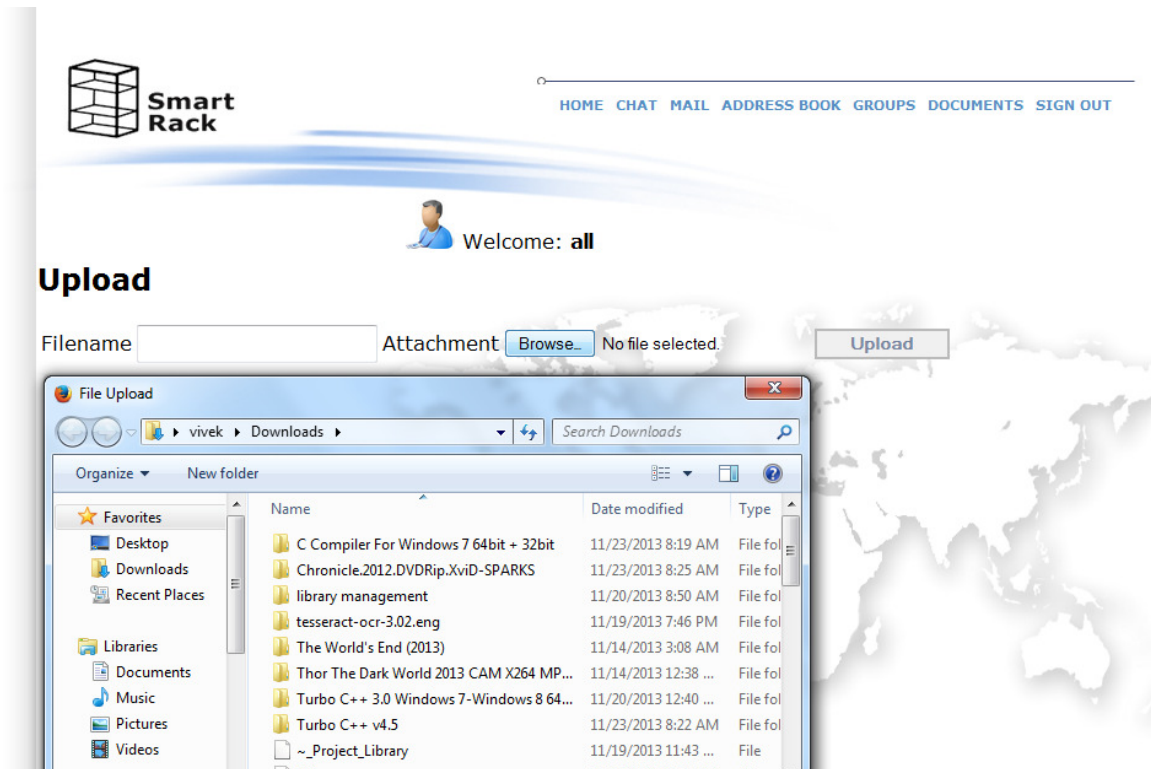 Smart
Rack
HOME CHAT MAIL ADDRESS BOOK GROUPS DOCUMENTS SIGN OUT
Welcome: all
Upload
Filename Attachment Browse... No file selected. Upload
File Upload
vivek Downloads Search Downloads
Organize New folder
Favorites
Desktop
Downloads
Recent Places
Libraries
Documents
Music
Pictures
Videos
Name Date modified Type
C Compiler For Windows 7 64bit + 32bit 11/23/2013 8:19 AM File fol
Chronicle.2012.DVDRip.XviD-SPARKS 11/23/2013 8:25 AM File fol
library management 11/20/2013 8:50 AM File fol
tesseract-ocr-3.02.eng 11/19/2013 7:46 PM File fol
The World's End (2013) 11/14/2013 3:08 AM File fol
Thor The Dark World 2013 CAM X264 MP... 11/14/2013 12:38 ... File fol
Turbo C++ 3.0 Windows 7-Windows 8 64... 11/20/2013 12:40 ... File fol
Turbo C++ v4.5 11/23/2013 8:22 AM File fol
~_Project_Library 11/19/2013 11:43 ... File